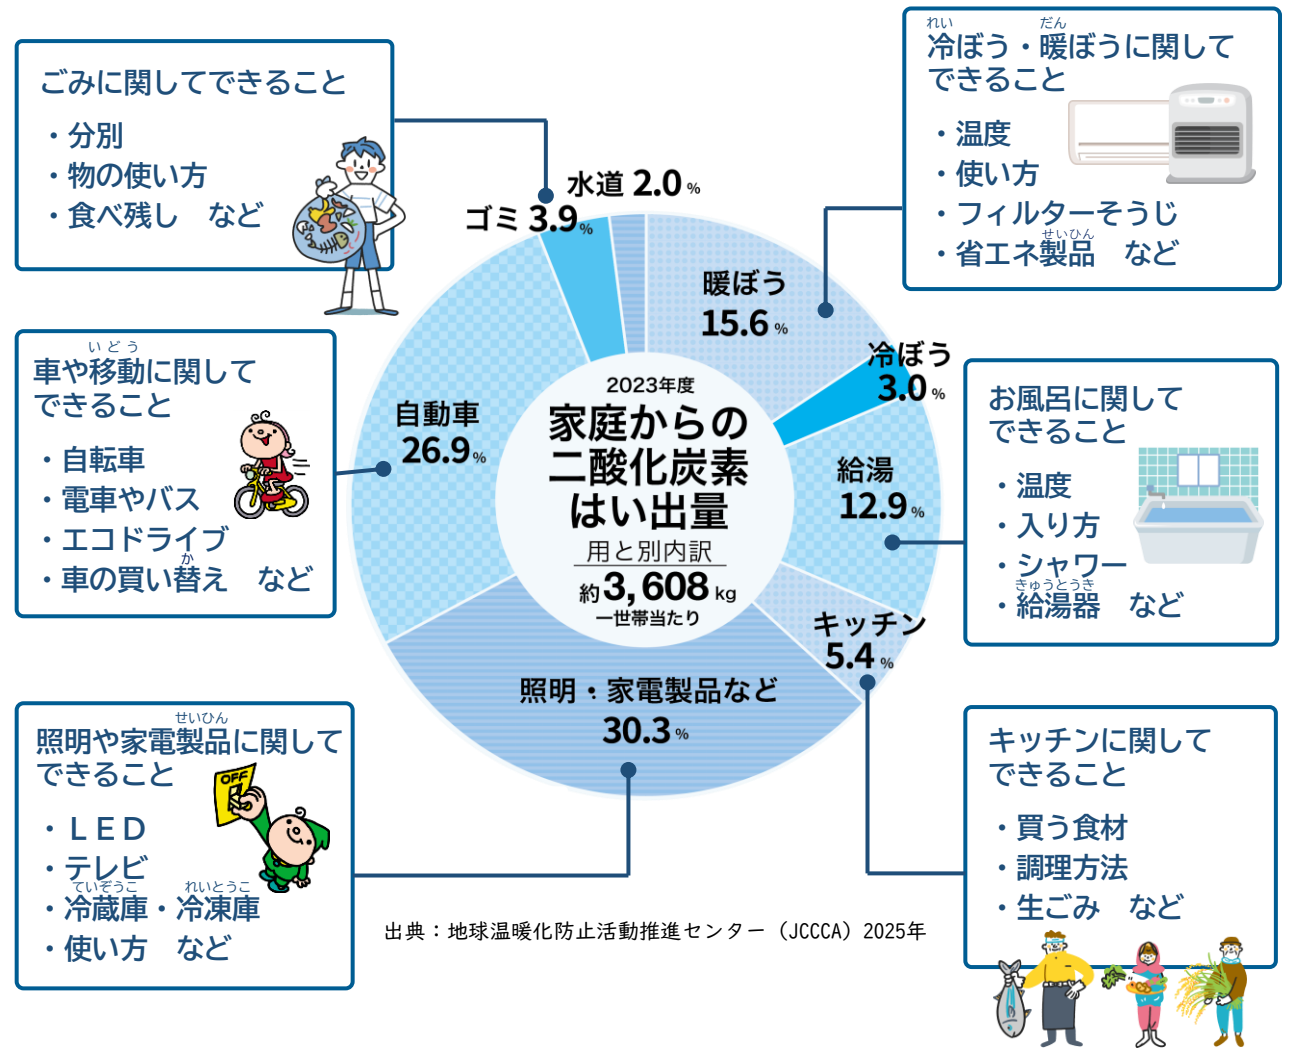 ごみに関してできること
・分別
・物の使い方
・食べ残し　など
れい　だん
冷ぼう・暖ぼうに関して
できること
・温度
・使い方
・フィルターそうじ
せいひん
・省エネ製品　など
いどう
車や移動に関して
できること
・自転車
・電車やバス
・エコドライブ
か
・車の買い替え　など
お風呂に関して
できること
・温度
・入り方
・シャワー
きゅうとうき
・給湯器　など
せいひん
照明や家電製品に関して
できること
OFF
・ＬＥＤ
・テレビ
ていぞうこ　れいとうこ
・冷蔵庫・冷凍庫
・使い方　など
キッチンに関して
できること
・買う食材
・調理方法
・生ごみ　など
水道 2.0 %
ゴミ 3.9 %
暖ぼう
15.6 %
冷ぼう
3.0 %
自動車
26.9 %
給湯
12.9 %
キッチン
5.4 %
照明・家電製品など
30.3 %
2023年度
家庭からの
二酸化炭素
はい出量
用と別内訳
約3,608 kg
一世帯当たり
出典：地球温暖化防止活動推進センター（JCCCA）2025年